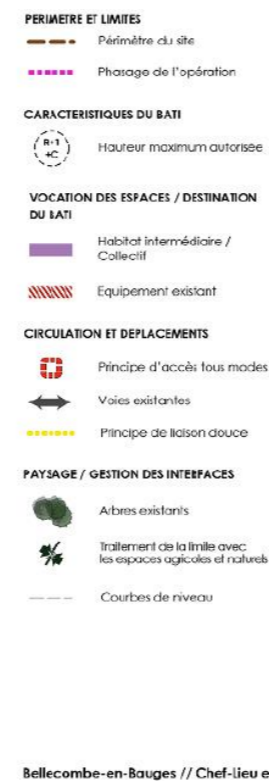 PERIMETRE ET LIMITES
Périmètre du site
Phasage de l'opération
CARACTERISTIQUES DU BATI
R+1
+C
Hauteur maximum autorisée
VOCATION DES ESPACES / DESTINATION
DU BATI
Habitat intermédiaire /
Collectif
Equipement existant
CIRCULATION ET DEPLACEMENTS
Principe d'accès tous modes
Voies existantes
Principe de liaison douce
PAYSAGE / GESTION DES INTERFACES
Arbres existants
Traitement de la limite avec
les espaces agricoles et naturels
Courbes de niveau
Bellecombe-en-Bauges // Chef-Lieu e